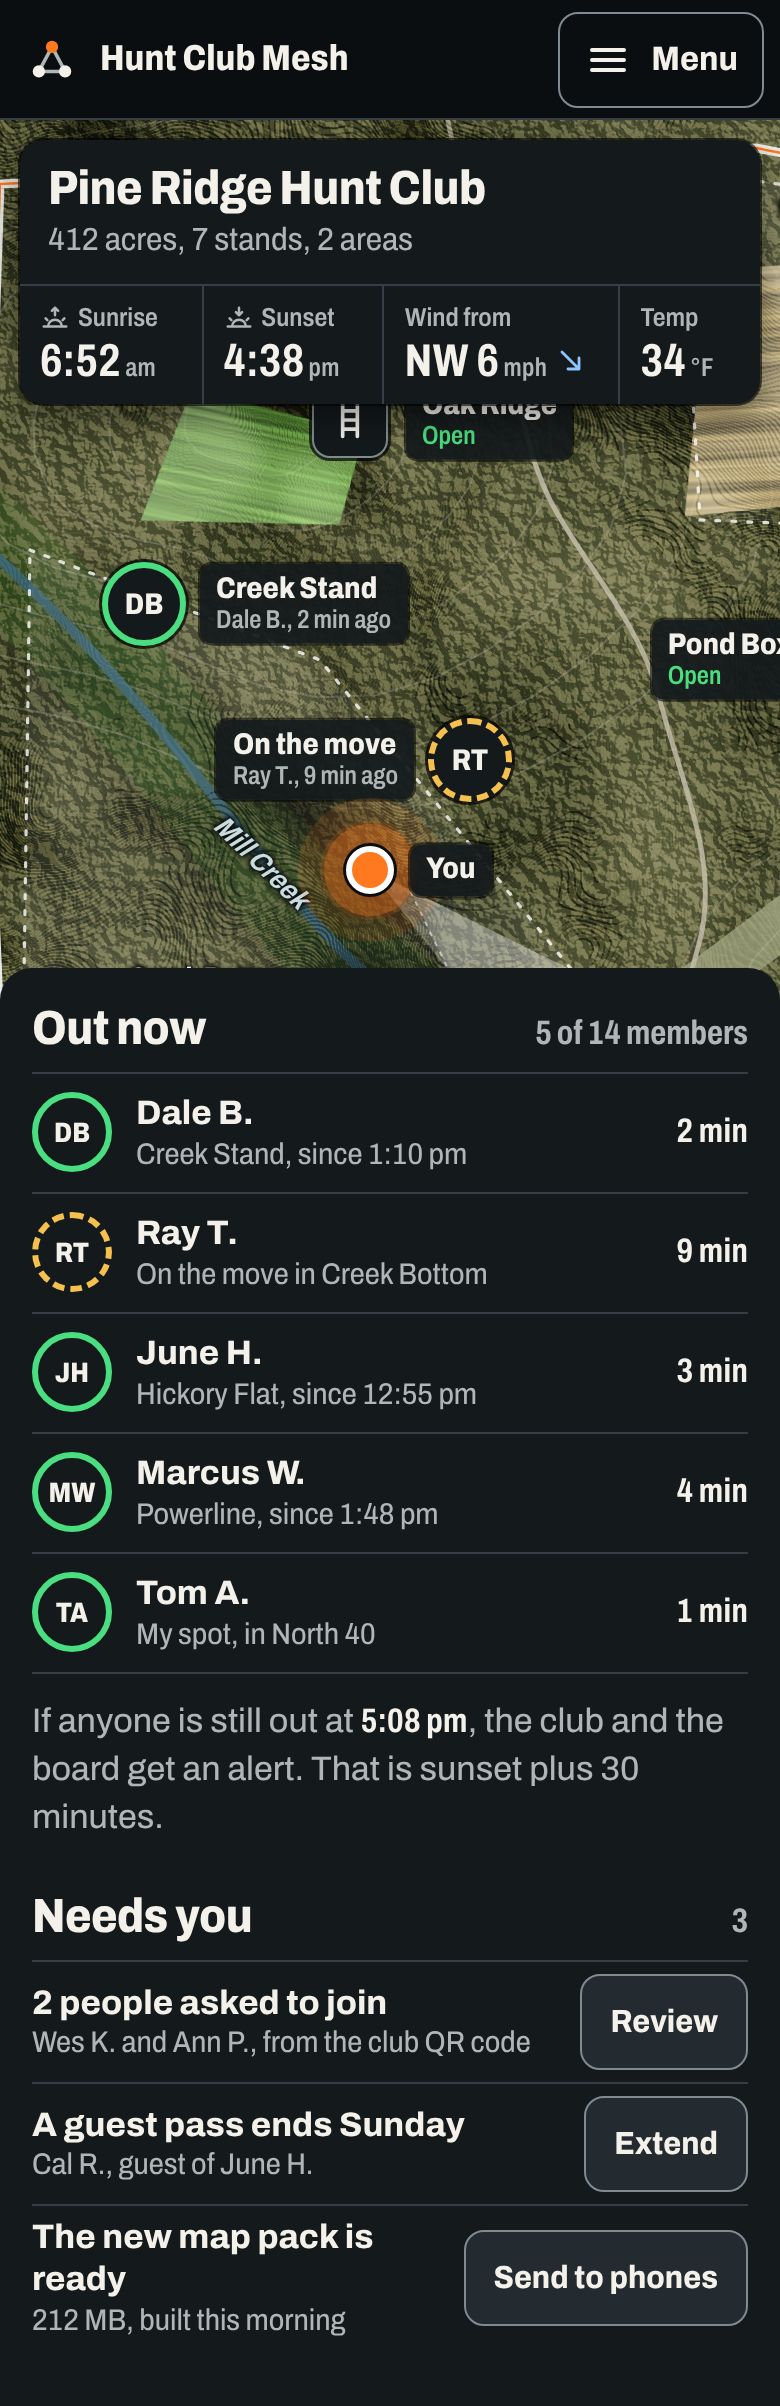 Hunt Club Mesh
Menu
Pine Ridge Hunt Club
412 acres, 7 stands, 2 areas
Sunrise
6:52 am
Sunset
4:38 pm
Wind from
NW 6 mph
Temp
34 °F
Oak Ridge
Open
DB
Creek Stand
Dale B., 2 min ago
Pond Box
Open
On the move
Ray T., 9 min ago
RT
Mill Creek
You
Out now
5 of 14 members
DB
Dale B.
Creek Stand, since 1:10 pm
2 min
RT
Ray T.
On the move in Creek Bottom
9 min
JH
June H.
Hickory Flat, since 12:55 pm
3 min
MW
Marcus W.
Powerline, since 1:48 pm
4 min
TA
Tom A.
My spot, in North 40
1 min
If anyone is still out at 5:08 pm, the club and the
board get an alert. That is sunset plus 30
minutes.
Needs you
3
2 people asked to join
Wes K. and Ann P., from the club QR code
Review
A guest pass ends Sunday
Cal R., guest of June H.
Extend
The new map pack is
ready
212 MB, built this morning
Send to phones